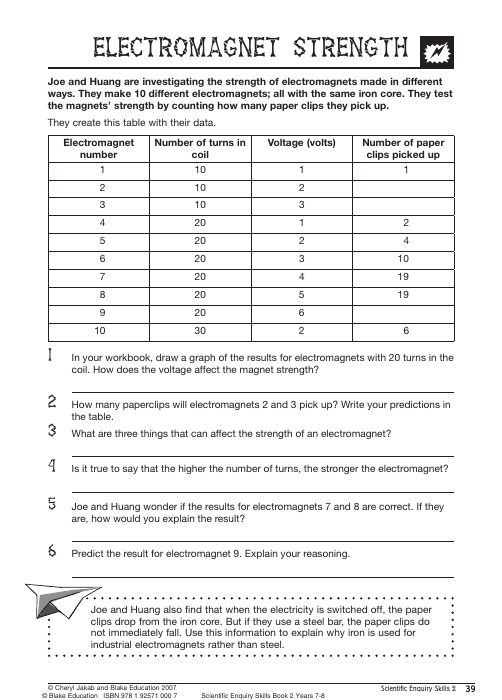 ELECTROMAGNET STRENGTH
Joe and Huang are investigating the strength of electromagnets made in different
ways. They make 10 different electromagnets; all with the same iron core. They test
the magnets' strength by counting how many paper clips they pick up.
They create this table with their data.
Electromagnet number Number of turns in coil Voltage (volts) Number of paper clips picked up
1 10 1 1
2 10 2
3 10 3
4 20 1 2
5 20 2 4
6 20 3 10
7 20 4 19
8 20 5 19
9 20 6
10 30 2 6
1 In your workbook, draw a graph of the results for electromagnets with 20 turns in the
coil. How does the voltage affect the magnet strength?
2 How many paperclips will electromagnets 2 and 3 pick up? Write your predictions in
the table.
3 What are three things that can affect the strength of an electromagnet?
4 Is it true to say that the higher the number of turns, the stronger the electromagnet?
5 Joe and Huang wonder if the results for electromagnets 7 and 8 are correct. If they
are, how would you explain the result?
6 Predict the result for electromagnet 9. Explain your reasoning.
Joe and Huang also find that when the electricity is switched off, the paper
clips drop from the iron core. But if they use a steel bar, the paper clips do
not immediately fall. Use this information to explain why iron is used for
industrial electromagnets rather than steel.
© Cheryl Jakab and Blake Education 2007
Scientific Enquiry Skills 2 39
© Blake Education ISBN 978 1 92571 000 7 Scientific Enquiry Skills Book 2 Years 7-8